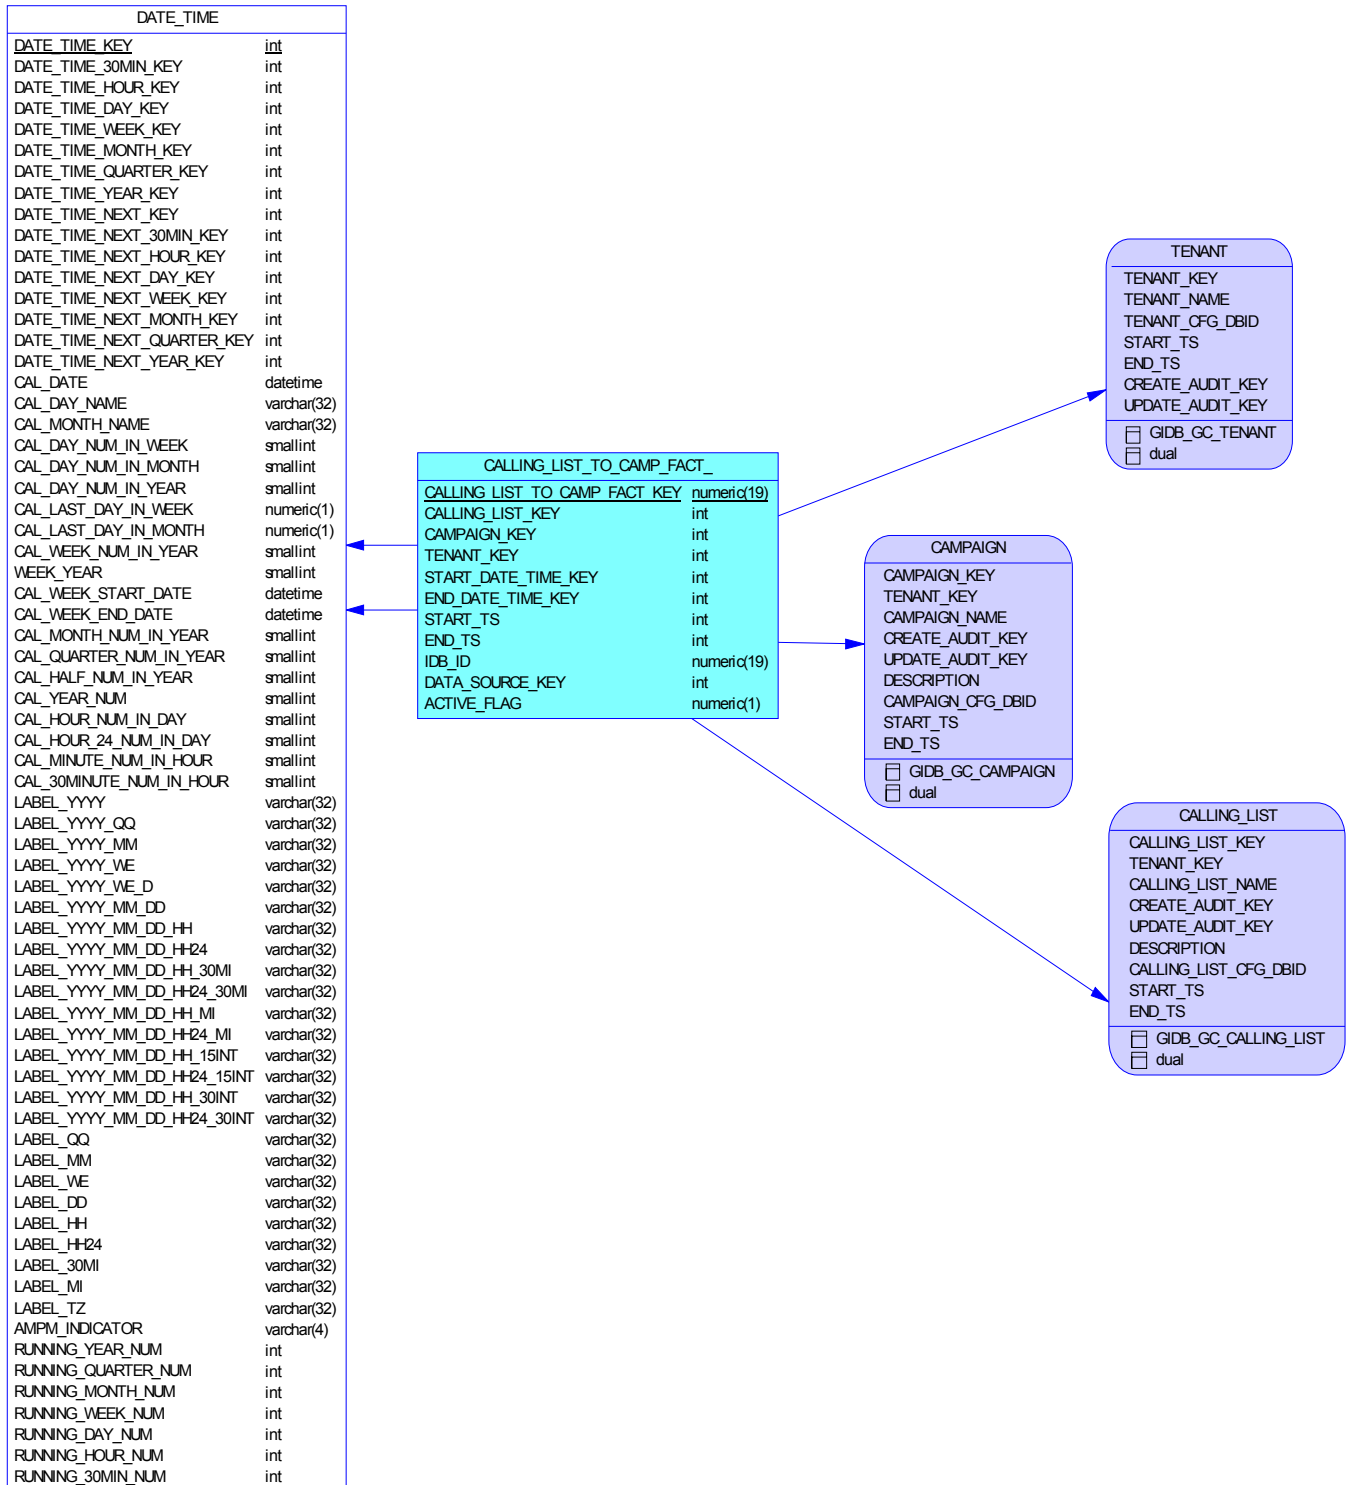 DATE_TIME
DATE_TIME_KEY int
DATE_TIME_30MIN_KEY int
DATE_TIME_HOUR_KEY int
DATE_TIME_DAY_KEY int
DATE_TIME_WEEK_KEY int
DATE_TIME_MONTH_KEY int
DATE_TIME_QUARTER_KEY int
DATE_TIME_YEAR_KEY int
DATE_TIME_NEXT_KEY int
DATE_TIME_NEXT_30MIN_KEY int
DATE_TIME_NEXT_HOUR_KEY int
DATE_TIME_NEXT_DAY_KEY int
DATE_TIME_NEXT_WEEK_KEY int
DATE_TIME_NEXT_MONTH_KEY int
DATE_TIME_NEXT_QUARTER_KEY int
DATE_TIME_NEXT_YEAR_KEY int
CAL_DATE datetime
CAL_DAY_NAME varchar(32)
CAL_MONTH_NAME varchar(32)
CAL_DAY_NUM_IN_WEEK smallint
CAL_DAY_NUM_IN_MONTH smallint
CAL_DAY_NUM_IN_YEAR smallint
CAL_LAST_DAY_IN_WEEK numeric(1)
CAL_LAST_DAY_IN_MONTH numeric(1)
CAL_WEEK_NUM_IN_YEAR smallint
WEEK_YEAR smallint
CAL_WEEK_START_DATE datetime
CAL_WEEK_END_DATE datetime
CAL_MONTH_NUM_IN_YEAR smallint
CAL_QUARTER_NUM_IN_YEAR smallint
CAL_HALF_NUM_IN_YEAR smallint
CAL_YEAR_NUM smallint
CAL_HOUR_NUM_IN_DAY smallint
CAL_HOUR_24_NUM_IN_DAY smallint
CAL_MINUTE_NUM_IN_HOUR smallint
CAL_30MINUTE_NUM_IN_HOUR smallint
LABEL_YYYY varchar(32)
LABEL_YYYY_QQ varchar(32)
LABEL_YYYY_MM varchar(32)
LABEL_YYYY_WE varchar(32)
LABEL_YYYY_WE_D varchar(32)
LABEL_YYYY_MM_DD varchar(32)
LABEL_YYYY_MM_DD_HH varchar(32)
LABEL_YYYY_MM_DD_HH24 varchar(32)
LABEL_YYYY_MM_DD_HH_30MI varchar(32)
LABEL_YYYY_MM_DD_HH24_30MI varchar(32)
LABEL_YYYY_MM_DD_HH_MI varchar(32)
LABEL_YYYY_MM_DD_HH24_MI varchar(32)
LABEL_YYYY_MM_DD_HH_15INT varchar(32)
LABEL_YYYY_MM_DD_HH24_15INT varchar(32)
LABEL_YYYY_MM_DD_HH_30INT varchar(32)
LABEL_YYYY_MM_DD_HH24_30INT varchar(32)
LABEL_QQ varchar(32)
LABEL_MM varchar(32)
LABEL_WE varchar(32)
LABEL_DD varchar(32)
LABEL_HH varchar(32)
LABEL_HH24 varchar(32)
LABEL_30MI varchar(32)
LABEL_MI varchar(32)
LABEL_TZ varchar(32)
AMPM_INDICATOR varchar(4)
RUNNING_YEAR_NUM int
RUNNING_QUARTER_NUM int
RUNNING_MONTH_NUM int
RUNNING_WEEK_NUM int
RUNNING_DAY_NUM int
RUNNING_HOUR_NUM int
RUNNING_30MIN_NUM int
CALLING_LIST_TO_CAMP_FACT_
CALLING_LIST_TO_CAMP_FACT_KEY numeric(19)
CALLING_LIST_KEY int
CAMPAIGN_KEY int
TENANT_KEY int
START_DATE_TIME_KEY int
END_DATE_TIME_KEY int
START_TS int
END_TS int
IDB_ID numeric(19)
DATA_SOURCE_KEY int
ACTIVE_FLAG numeric(1)
TENANT
TENANT_KEY
TENANT_NAME
TENANT_CFG_DBID
START_TS
END_TS
CREATE_AUDIT_KEY
UPDATE_AUDIT_KEY
GIDB_GC_TENANT
dual
CAMPAIGN
CAMPAIGN_KEY
TENANT_KEY
CAMPAIGN_NAME
CREATE_AUDIT_KEY
UPDATE_AUDIT_KEY
DESCRIPTION
CAMPAIGN_CFG_DBID
START_TS
END_TS
GIDB_GC_CAMPAIGN
dual
CALLING_LIST
CALLING_LIST_KEY
TENANT_KEY
CALLING_LIST_NAME
CREATE_AUDIT_KEY
UPDATE_AUDIT_KEY
DESCRIPTION
CALLING_LIST_CFG_DBID
START_TS
END_TS
GIDB_GC_CALLING_LIST
dual